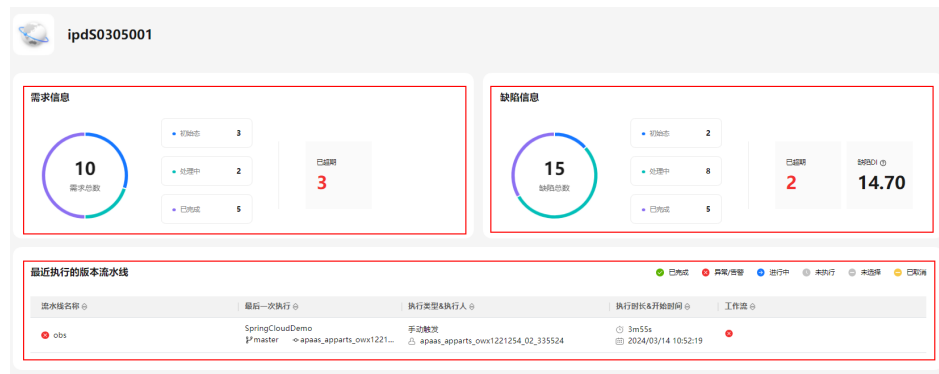 ipdS0305001
需求信息
10
需求总数
初始态 3
处理中 2
已完成 5
已超期
3
缺陷信息
15
缺陷总数
初始态 2
处理中 8
已完成 5
已超期
2
缺陷DI
14.70
最近执行的版本流水线
已完成 异常/告警 进行中 未执行 未选择 已取消
流水线名称 最后一次执行 执行类型&执行人 执行时长&开始时间 工作流
obs
SpringCloudDemo
master apaas_apparts_owx1221...
手动触发
apaas_apparts_owx1221254_02_335524
3m55s
2024/03/14 10:52:19